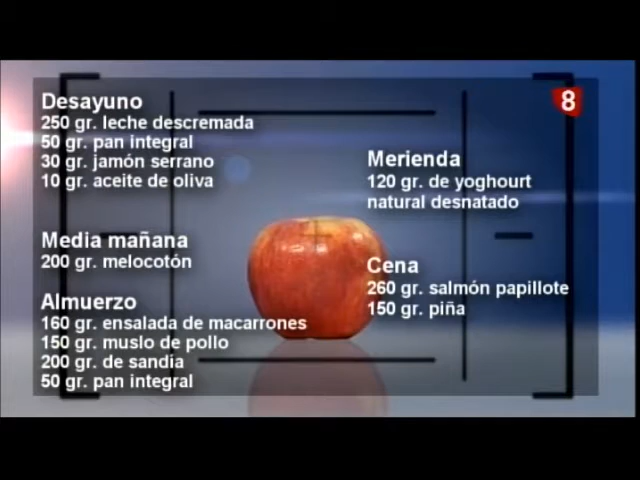 Desayuno
250 gr. leche descremada
50 gr. pan integral
30 gr. jamón serrano
10 gr. aceite de oliva
Media mañana
200 gr. melocotón
Almuerzo
160 gr. ensalada de macarrones
150 gr. muslo de pollo
200 gr. de sandía
50 gr. pan integral
8
Merienda
120 gr. de yoghourt
natural desnatado
Cena
260 gr. salmón papillote
150 gr. piña